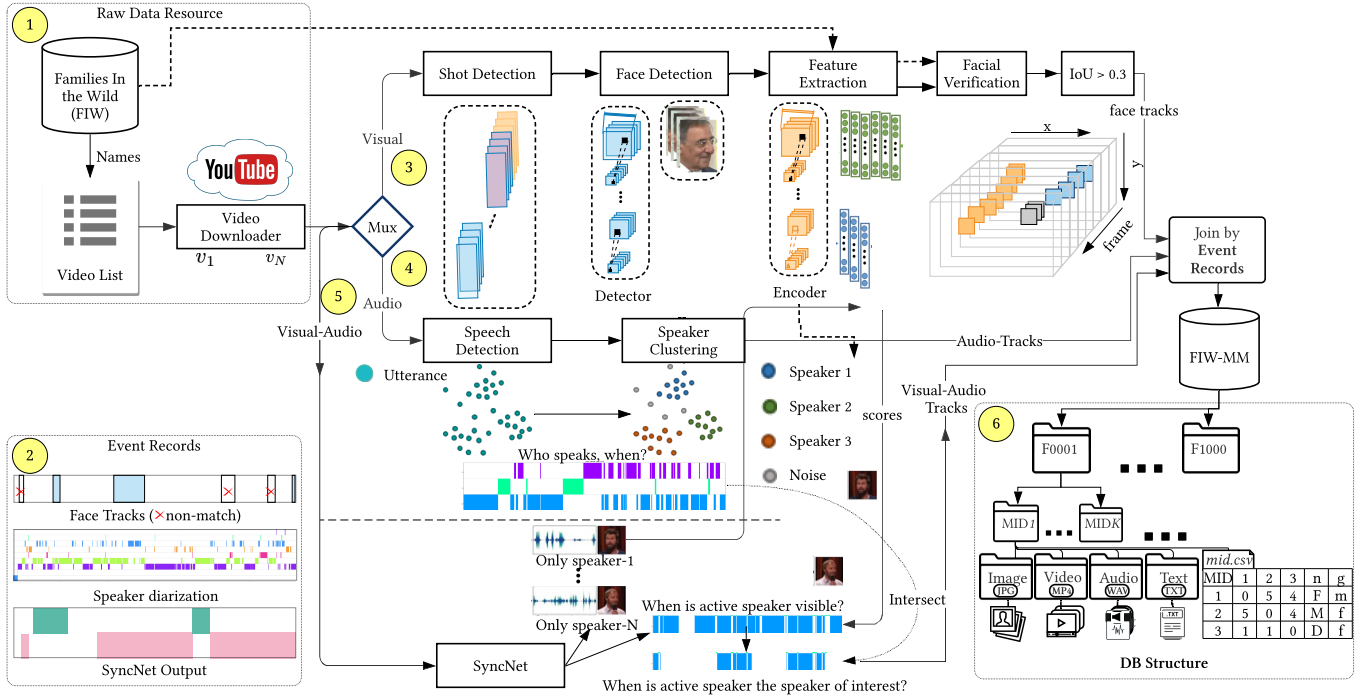 1
Raw Data Resource
Families In
the Wild
(FIW)
Names
YouTube
Video List
Video
Downloader
v1
vN
Mux
Visual
3
4
Audio
5
Visual-Audio
Shot Detection
Face Detection
Feature
Extraction
Facial
Verification
IoU > 0.3
face tracks
x
y
frame
Detector
Encoder
Speech
Detection
Speaker
Clustering
Audio-Tracks
Utterance
Speaker 1
Speaker 2
Speaker 3
Noise
Who speaks, when?
scores
Visual-Audio
Tracks
Join by
Event
Records
FIW-MM
2
Event Records
Face Tracks (×non-match)
Speaker diarization
SyncNet Output
Only speaker-1
Only speaker-N
SyncNet
When is active speaker visible?
Intersect
When is active speaker the speaker of interest?
6
F0001
F1000
MID1
MIDK
Image
JPG
Video
MP4
Audio
WAV
Text
TXT
.TXT
mid.csv
MID 1 2 3 n g
1 0 5 4 F m
2 5 0 4 M f
3 1 1 0 D f
DB Structure